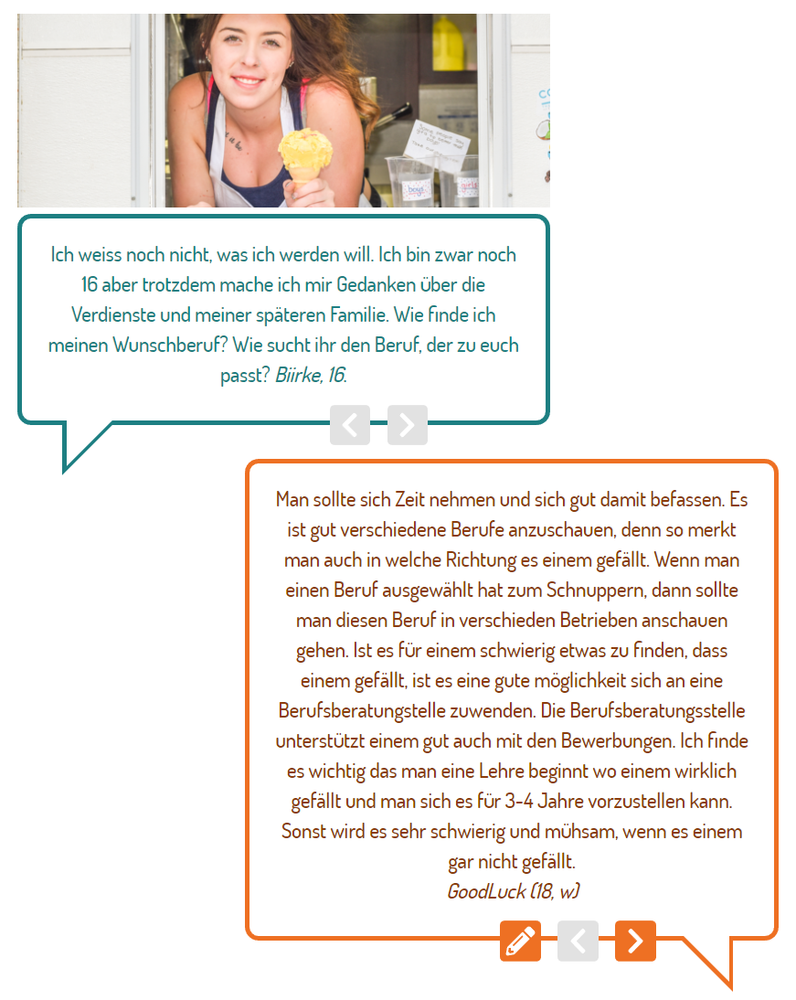 boys
girls
Ich weiss noch nicht, was ich werden will. Ich bin zwar noch
16 aber trotzdem mache ich mir Gedanken über die
Verdienste und meiner späteren Familie. Wie finde ich
meinen Wunschberuf? Wie sucht ihr den Beruf, der zu euch
passt? Biirke, 16.
Man sollte sich Zeit nehmen und sich gut damit befassen. Es
ist gut verschiedene Berufe anzuschauen, denn so merkt
man auch in welche Richtung es einem gefällt. Wenn man
einen Beruf ausgewählt hat zum Schnuppern, dann sollte
man diesen Beruf in verschieden Betrieben anschauen
gehen. Ist es für einem schwierig etwas zu finden, dass
einem gefällt, ist es eine gute möglichkeit sich an eine
Berufsberatungstelle zuwenden. Die Berufsberatungsstelle
unterstützt einem gut auch mit den Bewerbungen. Ich finde
es wichtig das man eine Lehre beginnt wo einem wirklich
gefällt und man sich es für 3-4 Jahre vorzustellen kann.
Sonst wird es sehr schwierig und mühsam, wenn es einem
gar nicht gefällt.
GoodLuck (18, w)